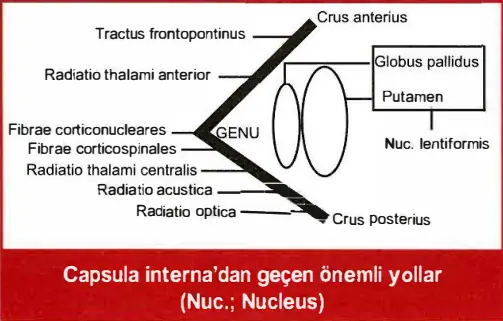 Crus anterius
Tractus frontopontinus
Globus pallidus
Radiatio thalami anterior
Putamen
Fibrae corticonucleares
GENU
Fibrae corticospinales
Nuc. lentiformis
Radiatio thalami centralis
Radiatio acustica
Radiatio optica
Crus posterius
Capsula interna'dan geçen önemli yollar
(Nuc.; Nucleus)